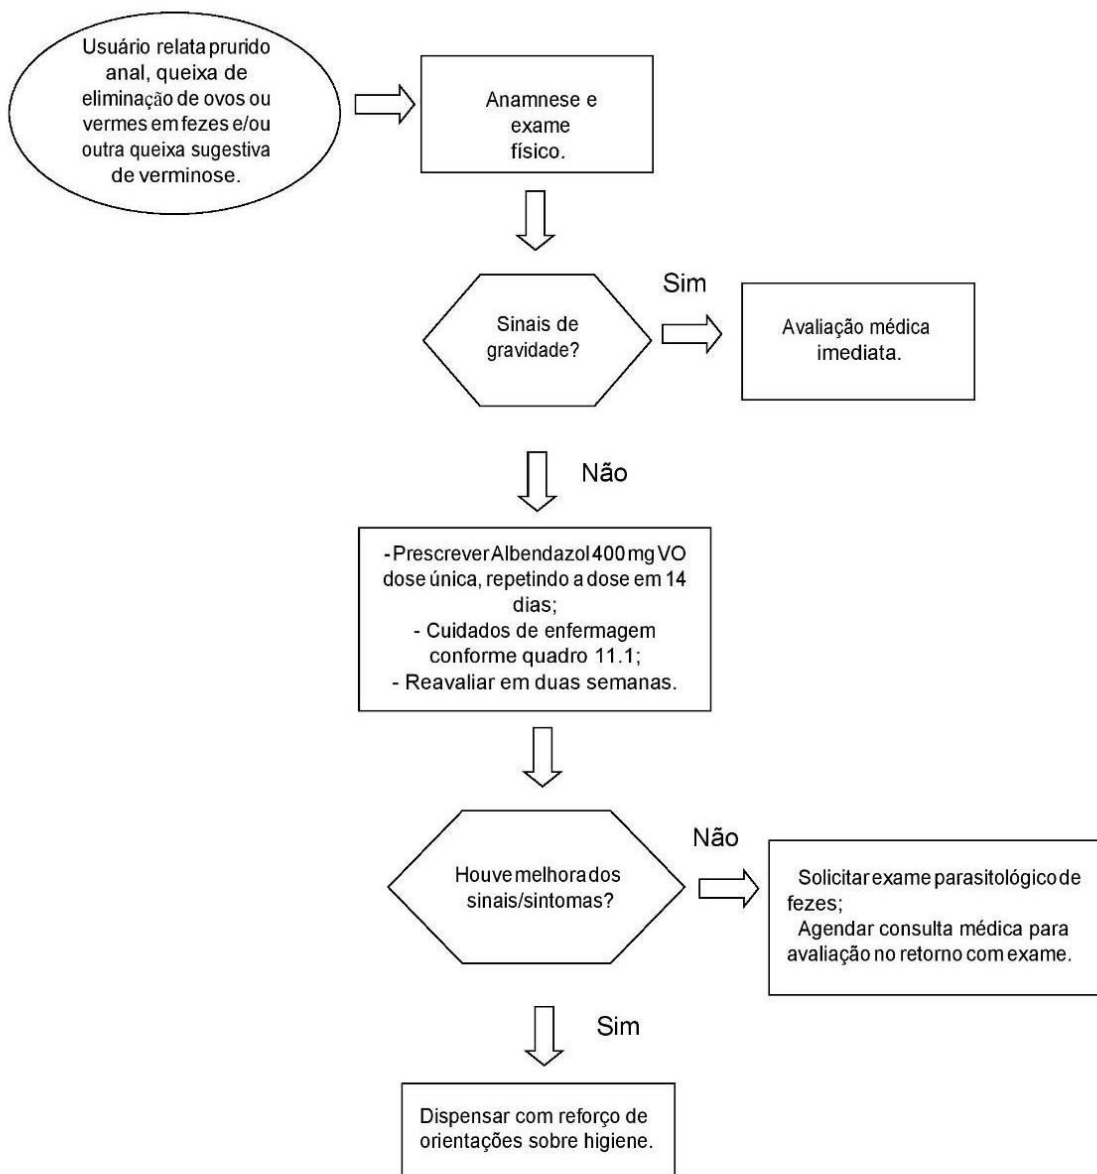 Usuário relata prurido
anal, queixa de
eliminação de ovos ou
vermes em fezes e/ou
outra queixa sugestiva
de verminose.
Anamnese e
exame
físico.
Sinais de
gravidade?
Sim
Avaliação médica
imediata.
Não
- Prescrever Albendazol 400 mg VO
dose única, repetindo a dose em 14
dias;
- Cuidados de enfermagem
conforme quadro 11.1;
- Reavaliar em duas semanas.
Houve melhora dos
sinais/sintomas?
Não
Solicitar exame parasitológico de
fezes;
Agendar consulta médica para
avaliação no retorno com exame.
Sim
Dispensar com reforço de
orientações sobre higiene.